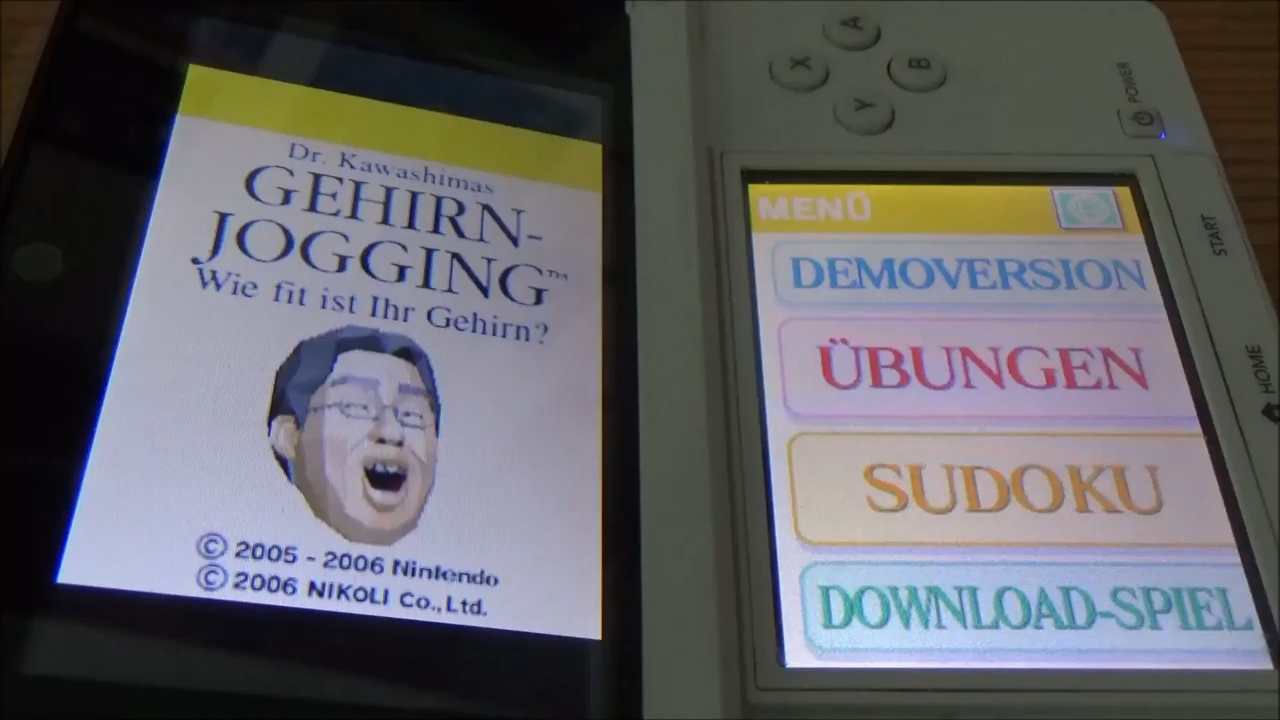 Dr. Kawashimas
GEHIRN-
JOGGING™
Wie fit ist Ihr Gehirn?
© 2005 - 2006 Nintendo
© 2006 NIKOLI Co., Ltd.
A
X
B
Y
POWER
MENÜ
DEMOVERSION
ÜBUNGEN
SUDOKU
DOWNLOAD-SPIEL
START
HOME